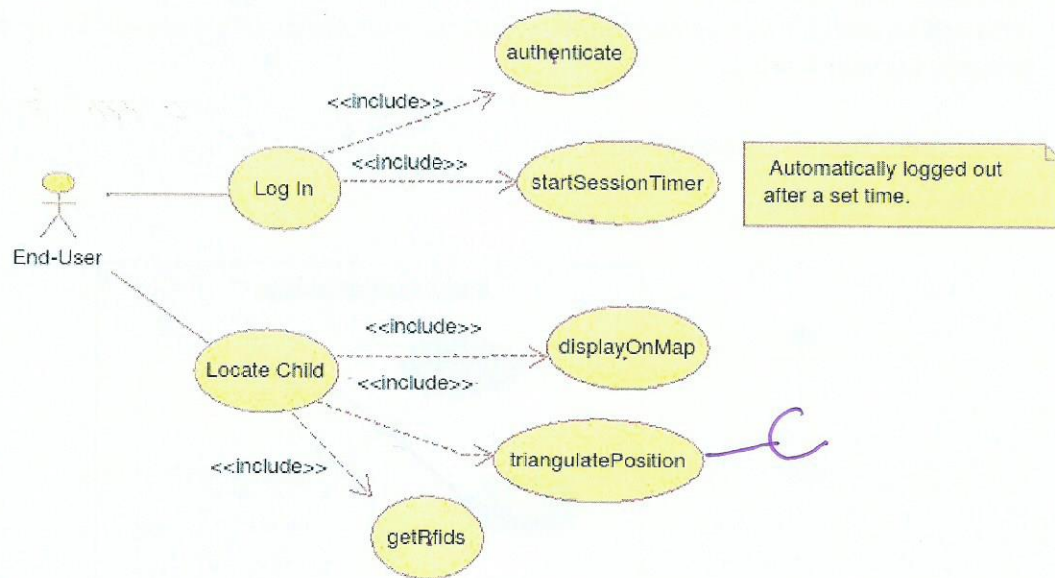 authenticate
<<include>>
<<include>>
Log In
startSessionTimer
Automatically logged out
after a set time.
End-User
<<include>>
displayOnMap
Locate Child
<<include>>
triangulatePosition
<<include>>
getRfids